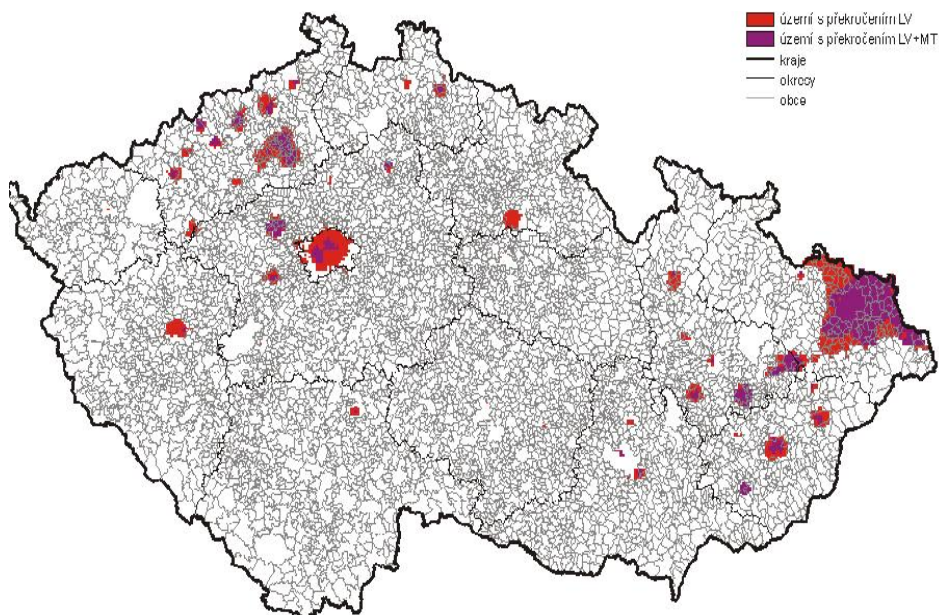 území s překročením LV
území s překročením LV+MT
kraje
okresy
obce